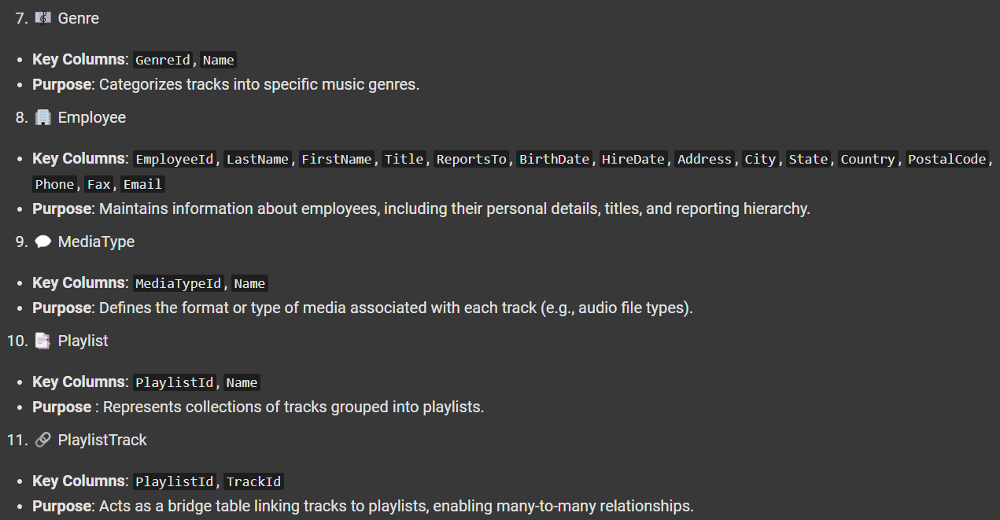 7. 🎼 Genre
• Key Columns: GenreId, Name
• Purpose: Categorizes tracks into specific music genres.
8. 🏢 Employee
• Key Columns: EmployeeId, LastName, FirstName, Title, ReportsTo, BirthDate, HireDate, Address, City, State, Country, PostalCode,
Phone, Fax, Email
• Purpose: Maintains information about employees, including their personal details, titles, and reporting hierarchy.
9. 💬 MediaType
• Key Columns: MediaTypeId, Name
• Purpose: Defines the format or type of media associated with each track (e.g., audio file types).
10. 📑 Playlist
• Key Columns: PlaylistId, Name
• Purpose : Represents collections of tracks grouped into playlists.
11. 🔗 PlaylistTrack
• Key Columns: PlaylistId, TrackId
• Purpose: Acts as a bridge table linking tracks to playlists, enabling many-to-many relationships.